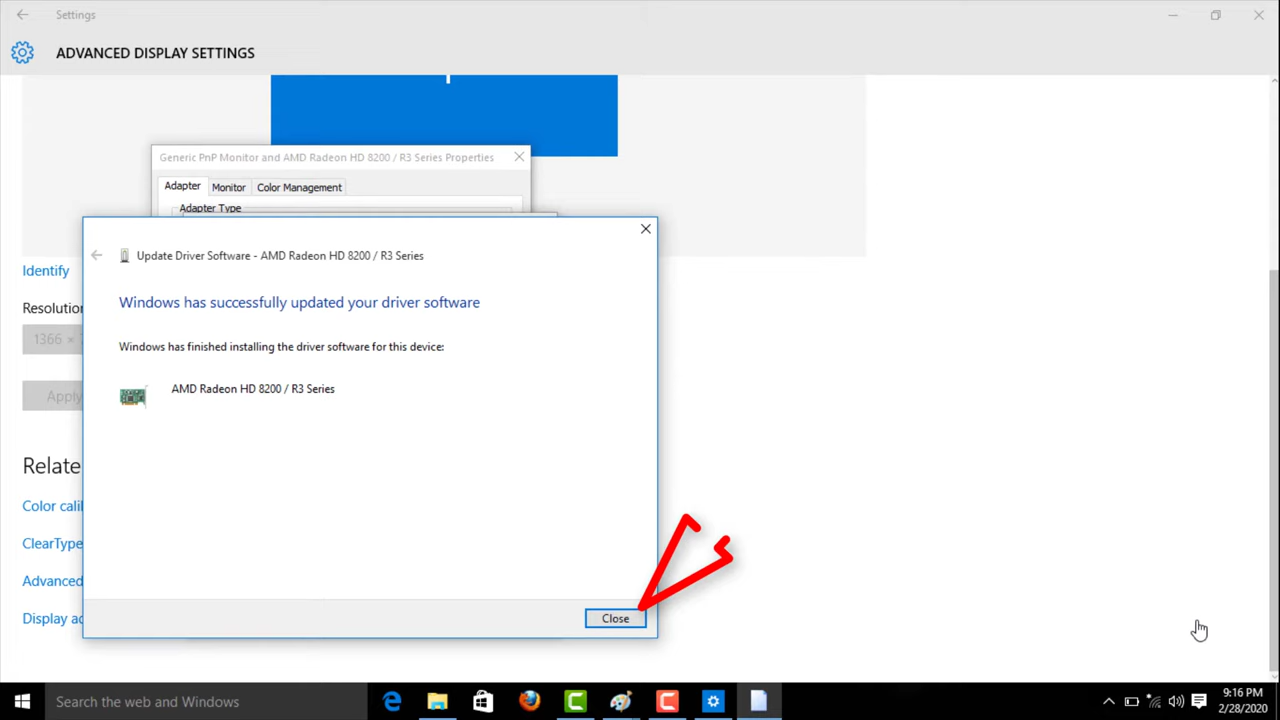 Settings
ADVANCED DISPLAY SETTINGS
Generic PnP Monitor and AMD Radeon HD 8200 / R3 Series Properties
Adapter Monitor Color Management
Adapter Type
Update Driver Software - AMD Radeon HD 8200 / R3 Series
Identify
Windows has successfully updated your driver software
Resolution
1366 ×
Windows has finished installing the driver software for this device:
AMD Radeon HD 8200 / R3 Series
Apply
Relate
Color cali
ClearType
Advanced
Display ad
Close
Search the web and Windows
9:16 PM
2/28/2020